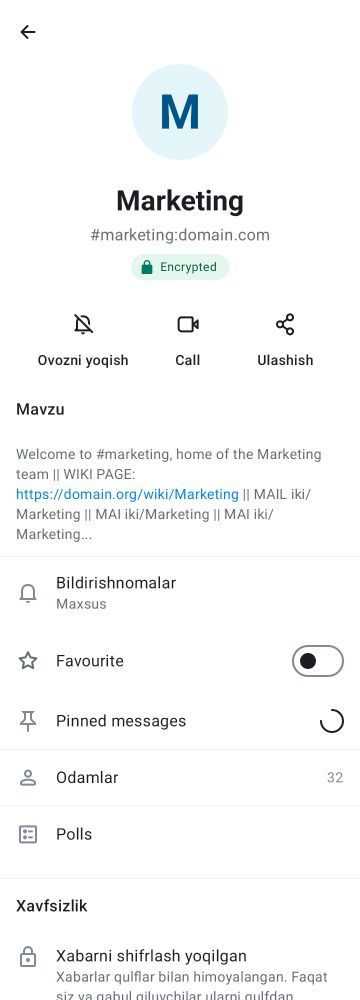 M
Marketing
#marketing:domain.com
Encrypted
Ovozni yoqish
Call
Ulashish
Mavzu
Welcome to #marketing, home of the Marketing
team || WIKI PAGE:
https://domain.org/wiki/Marketing || MAIL iki/
Marketing || MAI iki/Marketing || MAI iki/
Marketing...
Bildirishnomalar
Maxsus
Favourite
Pinned messages
Odamlar
32
Polls
Xavfsizlik
Xabarni shifrlash yoqilgan
Xabarlar qulflar bilan himoyalangan. Faqat
siz va qabul qiluvchilar ularni qulfdan